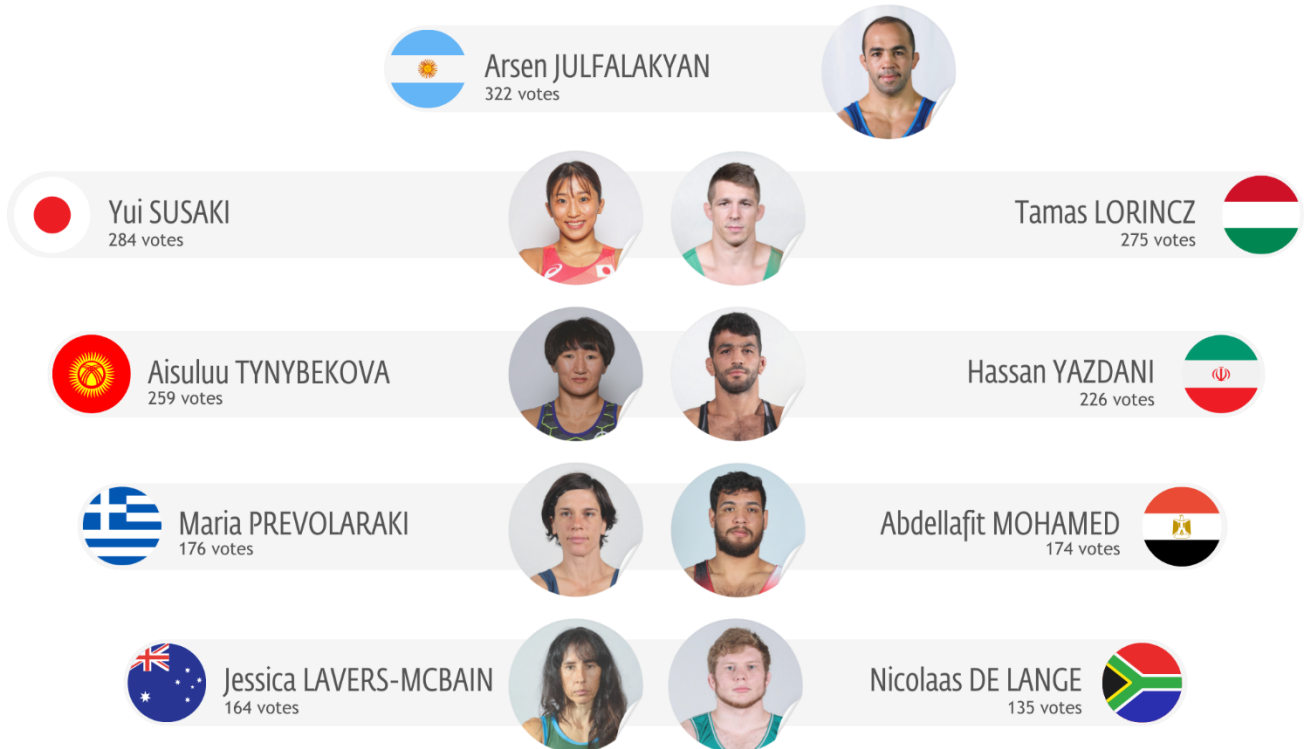 Arsen JULFALAKYAN
322 votes
Yui SUSAKI
284 votes
Tamas LORINCZ
275 votes
Aisuluu TYNYBEKOVA
259 votes
Hassan YAZDANI
226 votes
Maria PREVOLARAKI
176 votes
Abdellafit MOHAMED
174 votes
Jessica LAVERS-MCBAIN
164 votes
Nicolaas DE LANGE
135 votes